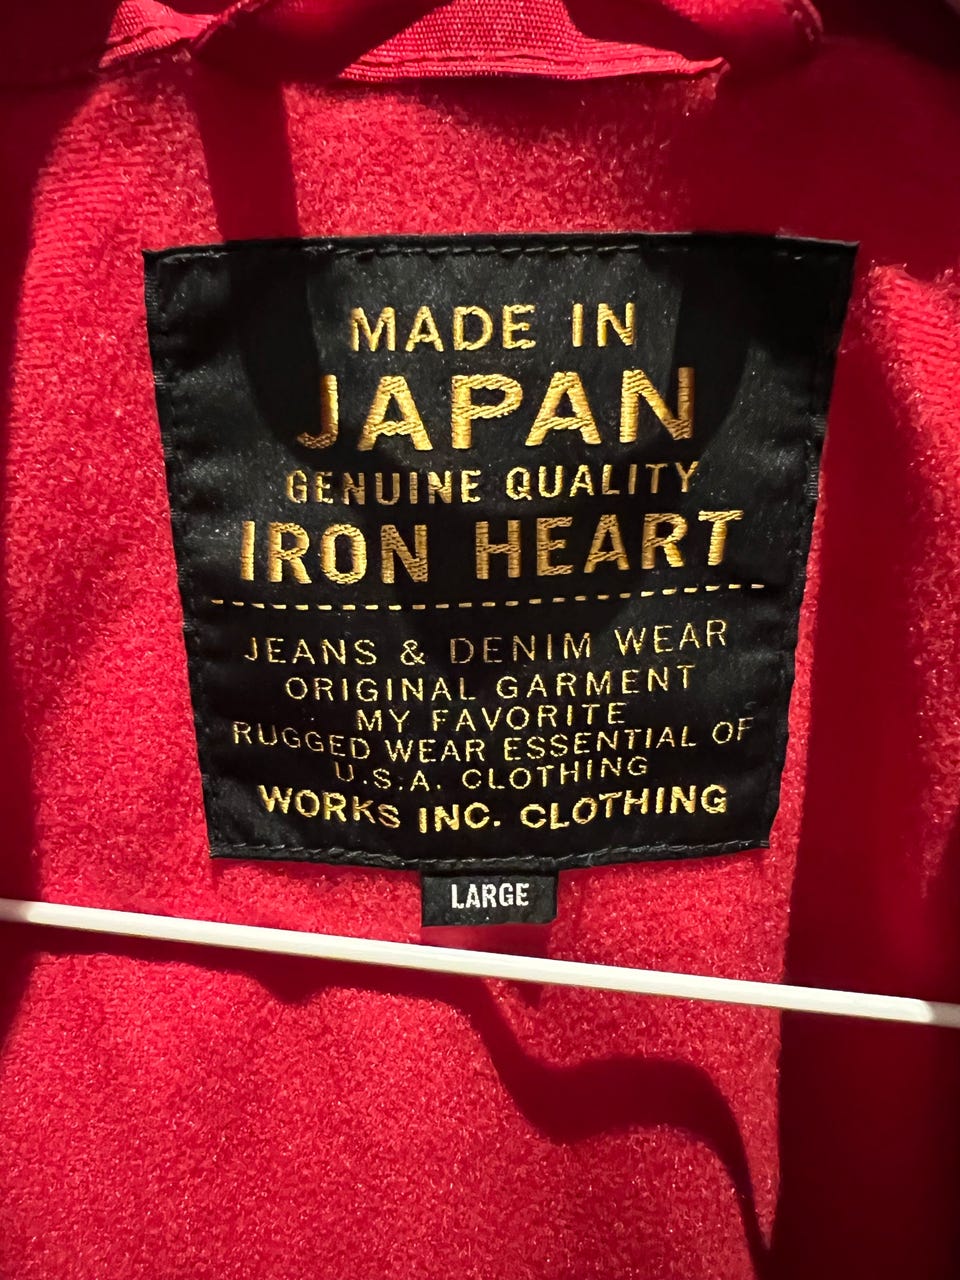 MADE IN
JAPAN
GENUINE QUALITY
IRON HEART
JEANS & DENIM WEAR
ORIGINAL GARMENT
MY FAVORITE
RUGGED WEAR ESSENTIAL OF
U.S.A. CLOTHING
WORKS INC. CLOTHING
LARGE